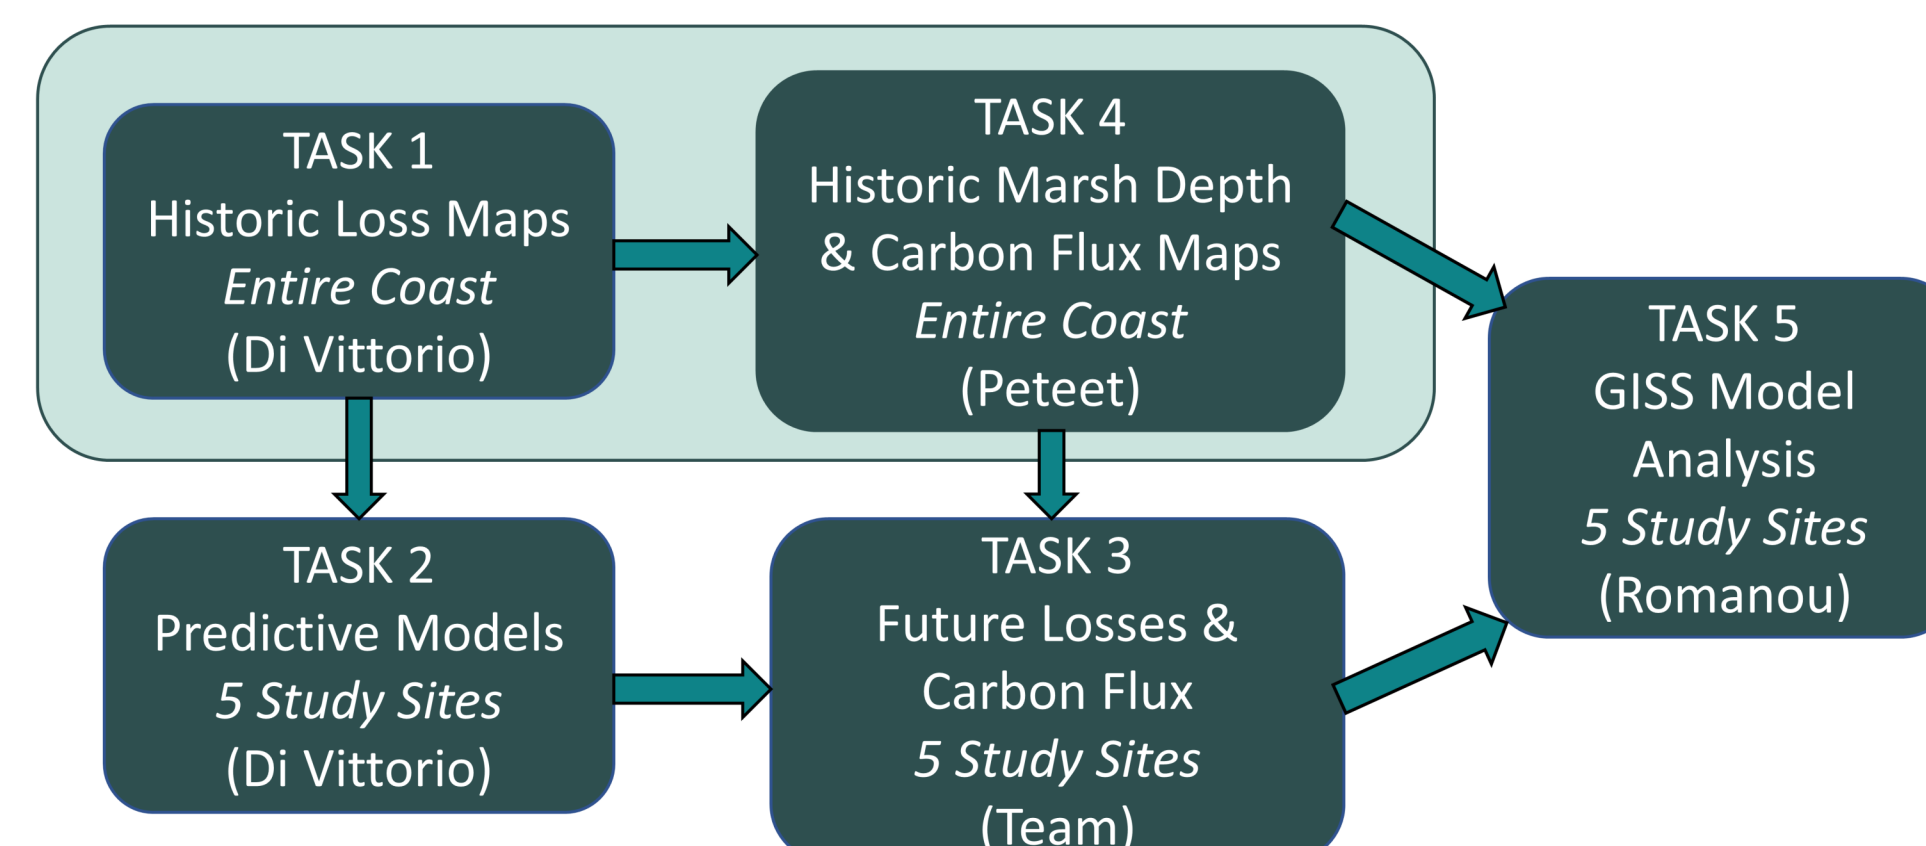 TASK 1
Historic Loss Maps
Entire Coast
(Di Vittorio)
TASK 4
Historic Marsh Depth
& Carbon Flux Maps
Entire Coast
(Peteet)
TASK 5
GISS Model
Analysis
5 Study Sites
(Romanou)
TASK 2
Predictive Models
5 Study Sites
(Di Vittorio)
TASK 3
Future Losses &
Carbon Flux
5 Study Sites
(Team)